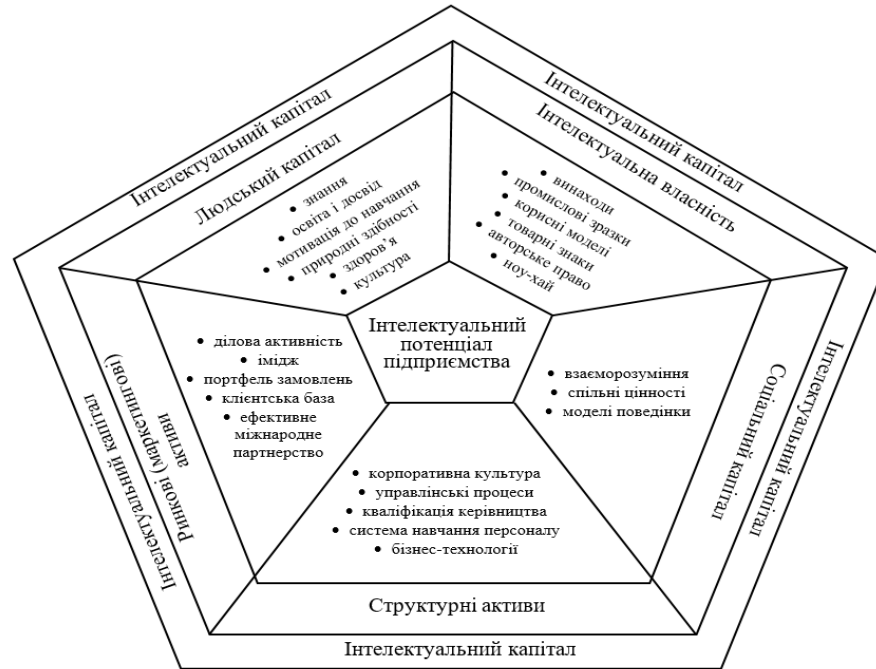 Інтелектуальний капітал
Людський капітал
• знання
• освіта і досвід
• мотивація до навчання
• природні здібності
• здоров’я
• культура
Інтелектуальний капітал
Інтелектуальна власність
• винаходи
• промислові зразки
• корисні моделі
• товарні знаки
• авторське право
• ноу-хай
Інтелектуальний
потенціал
підприємства
Інтелектуальний капітал
Ринкові (маркетингові)
активи
• ділова активність
• імідж
• портфель замовлень
• клієнтська база
• ефективне
міжнародне
партнерство
• взаєморозуміння
• спільні цінності
• моделі поведінки
Соціальний капітал
Інтелектуальний капітал
• корпоративна культура
• управлінські процеси
• кваліфікація керівництва
• система навчання персоналу
• бізнес-технології
Структурні активи
Інтелектуальний капітал